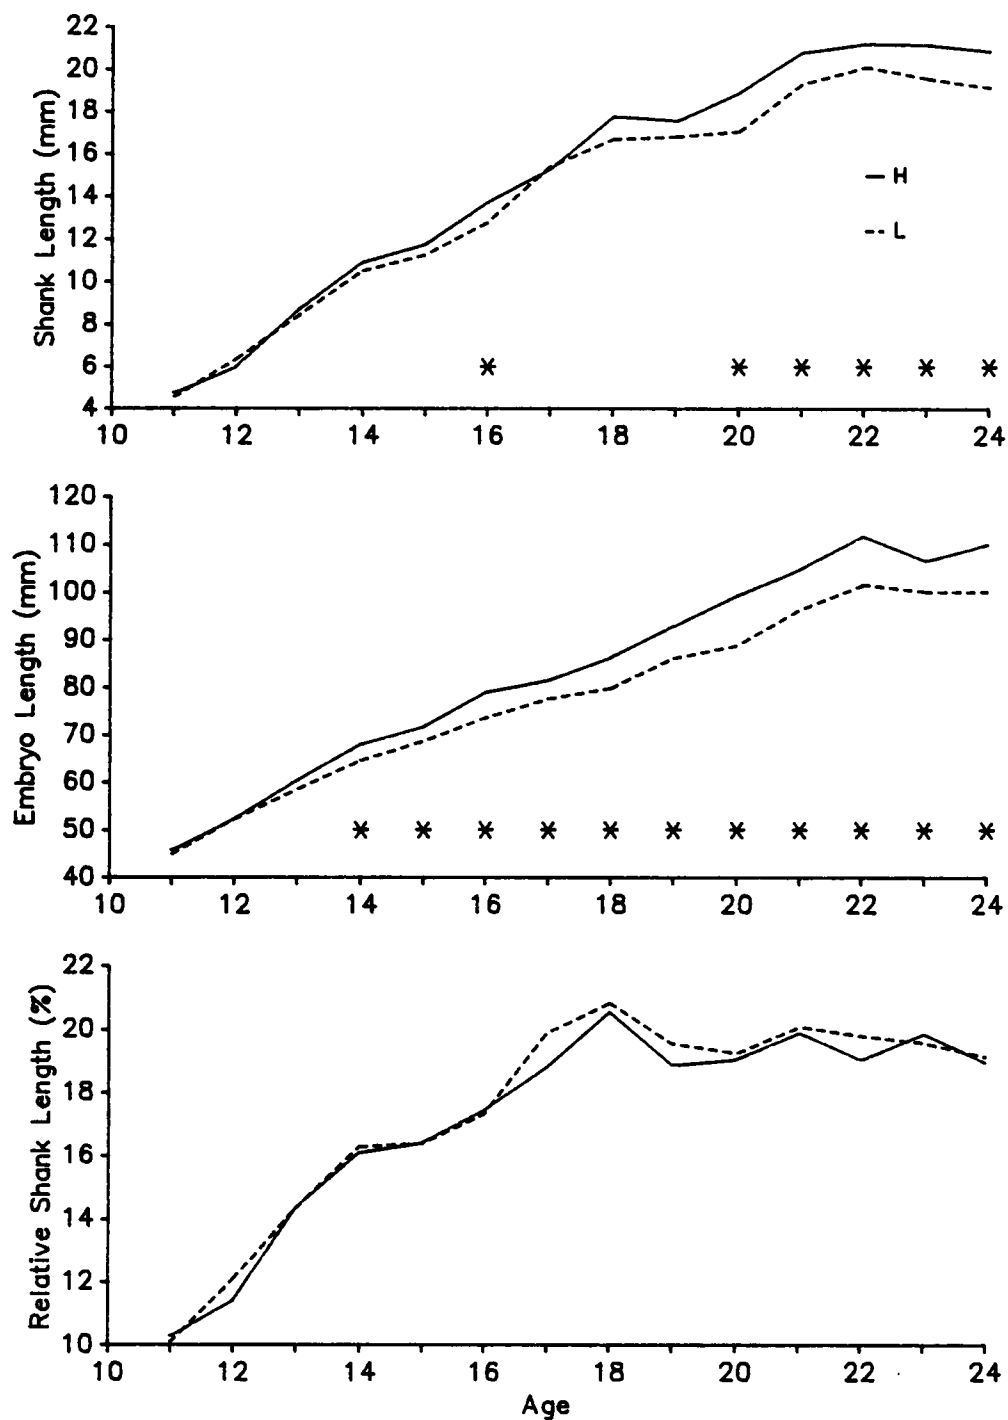 22
20
18
16
14
12
10
8
6
4
Shank Length (mm)
H
L
* * * * * *
10 12 14 16 18 20 22 24
120
110
100
90
80
70
60
50
40
Embryo Length (mm)
* * * * * * * * * * *
10 12 14 16 18 20 22 24
22
20
18
16
14
12
10
Relative Shank Length (%)
10 12 14 16 18 20 22 24
Age